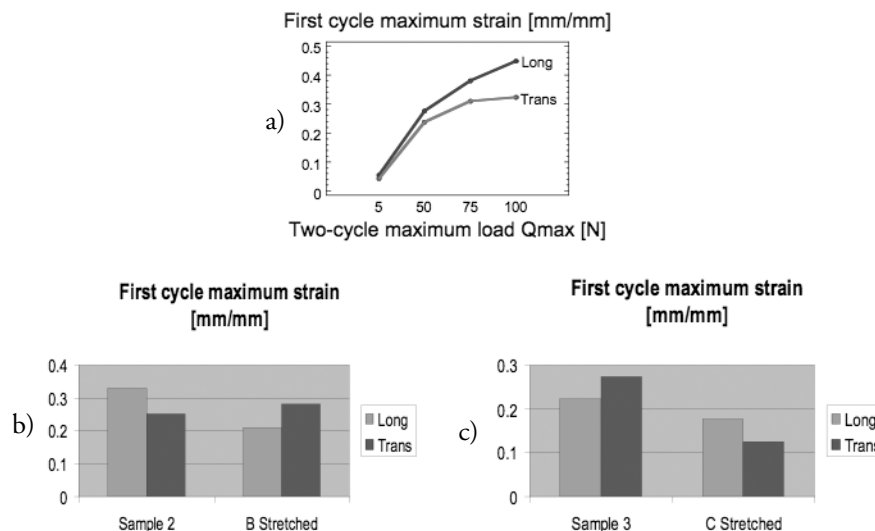 First cycle maximum strain [mm/mm]
a)
0.5
0.4
0.3
0.2
0.1
0
Long
Trans
5 50 75 100
Two-cycle maximum load Qmax [N]
b)
First cycle maximum strain
[mm/mm]
0.4
0.3
0.2
0.1
0
Sample 2 B Stretched
Long
Trans
c)
First cycle maximum strain
[mm/mm]
0.3
0.2
0.1
0
Sample 3 C Stretched
Long
Trans